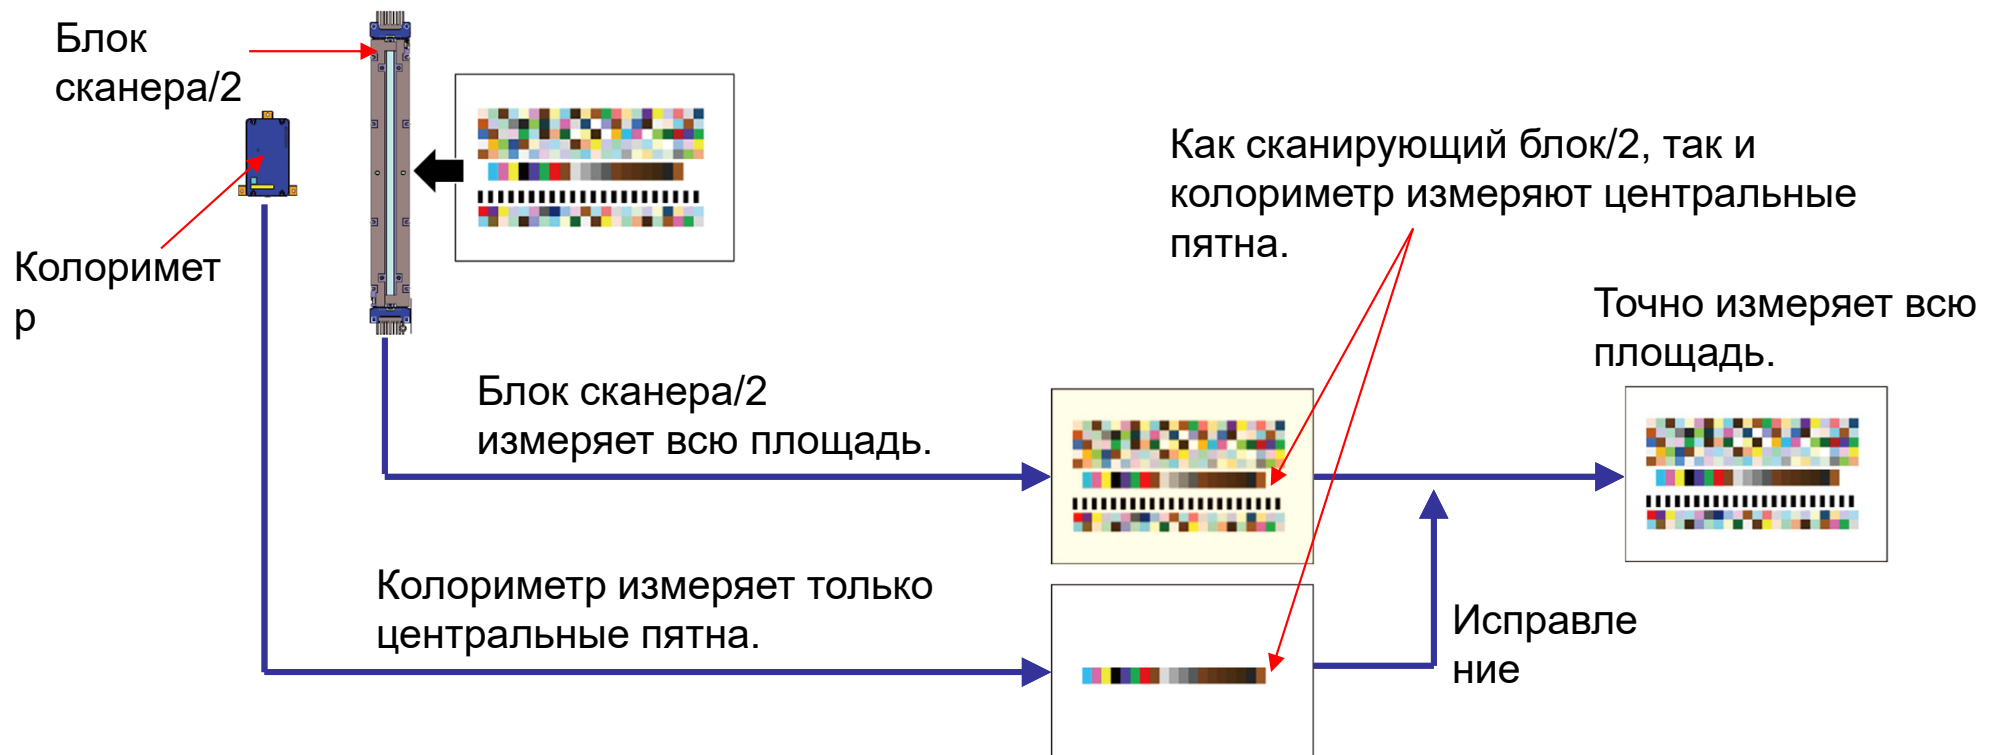 Блок
сканера/2
Как сканирующий блок/2, так и
колориметр измеряют центральные
пятна.
Колоримет
р
Точно измеряет всю
площадь.
Блок сканера/2
измеряет всю площадь.
Колориметр измеряет только
центральные пятна.
Исправле
ние